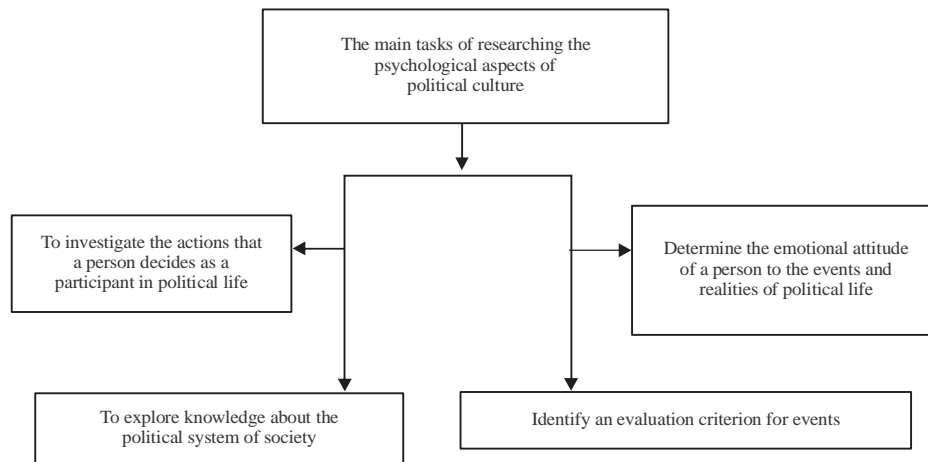 The main tasks of researching the
psychological aspects of
political culture
To investigate the actions that
a person decides as a
participant in political life
Determine the emotional attitude
of a person to the events and
realities of political life
To explore knowledge about the
political system of society
Identify an evaluation criterion for events